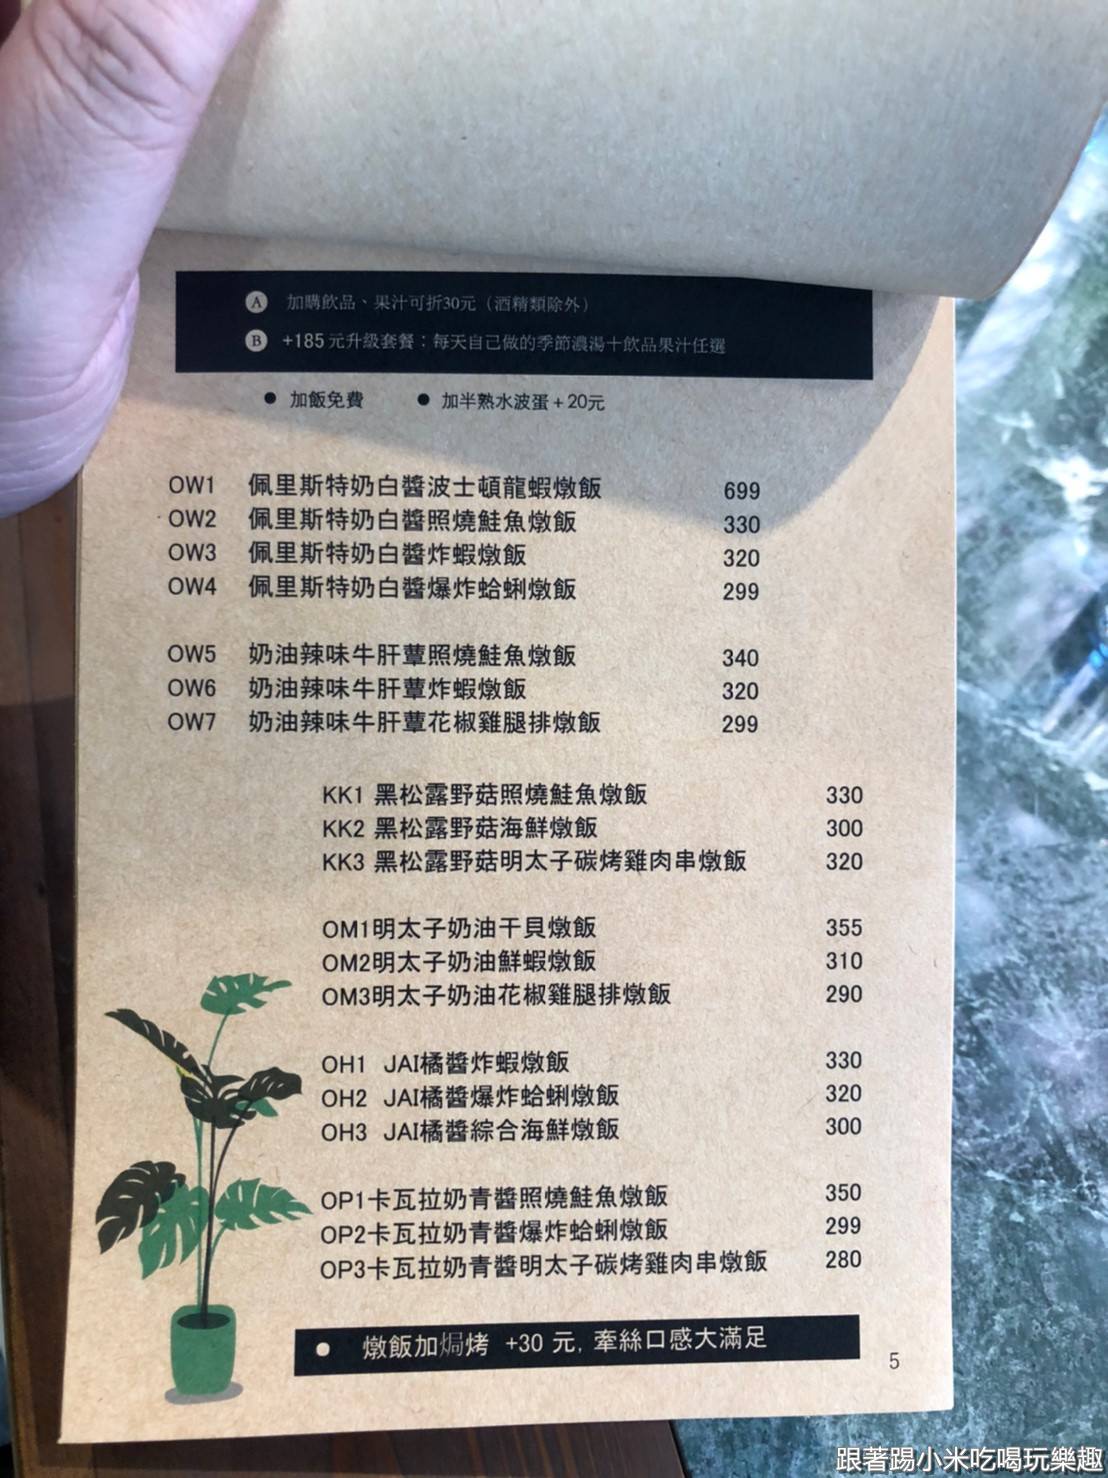 A 加購飲品、果汁可折30元（酒精類除外）
B +185元升級套餐：每天自己做的季節濃湯十飲品果汁任選
● 加飯免費 ● 加半熟水波蛋+20元
OW1 佩里斯特奶白醬波士頓龍蝦燉飯 699
OW2 佩里斯特奶白醬照燒鮭魚燉飯 330
OW3 佩里斯特奶白醬炸蝦燉飯 320
OW4 佩里斯特奶白醬爆炸蛤蜊燉飯 299
OW5 奶油辣味牛肝蕈照燒鮭魚燉飯 340
OW6 奶油辣味牛肝蕈炸蝦燉飯 320
OW7 奶油辣味牛肝蕈花椒雞腿排燉飯 299
KK1 黑松露野菇照燒鮭魚燉飯 330
KK2 黑松露野菇海鮮燉飯 300
KK3 黑松露野菇明太子碳烤雞肉串燉飯 320
OM1明太子奶油干貝燉飯 355
OM2明太子奶油鮮蝦燉飯 310
OM3明太子奶油花椒雞腿排燉飯 290
OH1 JAI橘醬炸蝦燉飯 330
OH2 JAI橘醬爆炸蛤蜊燉飯 320
OH3 JAI橘醬綜合海鮮燉飯 300
OP1卡瓦拉奶青醬照燒鮭魚燉飯 350
OP2卡瓦拉奶青醬爆炸蛤蜊燉飯 299
OP3卡瓦拉奶青醬明太子碳烤雞肉串燉飯 280
● 燉飯加焗烤 +30 元, 牽絲口感大滿足
5
跟著踢小米吃喝玩樂趣